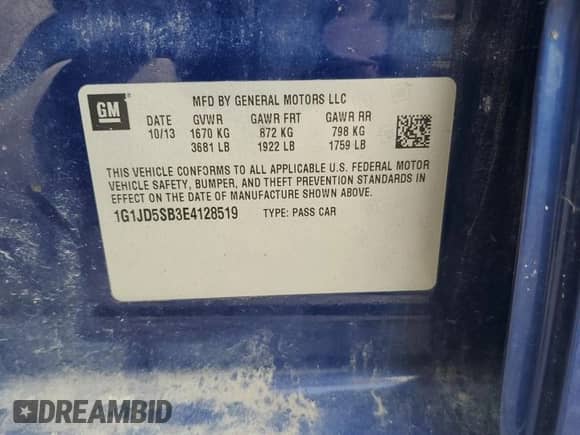 GM
MFD BY GENERAL MOTORS LLC
DATE GVWR GAWR FRT GAWR RR
10/13 1670 KG 872 KG 798 KG
3681 LB 1922 LB 1759 LB
THIS VEHICLE CONFORMS TO ALL APPLICABLE U.S. FEDERAL MOTOR
VEHICLE SAFETY, BUMPER, AND THEFT PREVENTION STANDARDS IN
EFFECT ON THE DATE OF MANUFACTURE SHOWN ABOVE.
1G1JD5SB3E4128519 TYPE: PASS CAR
DREAMBID